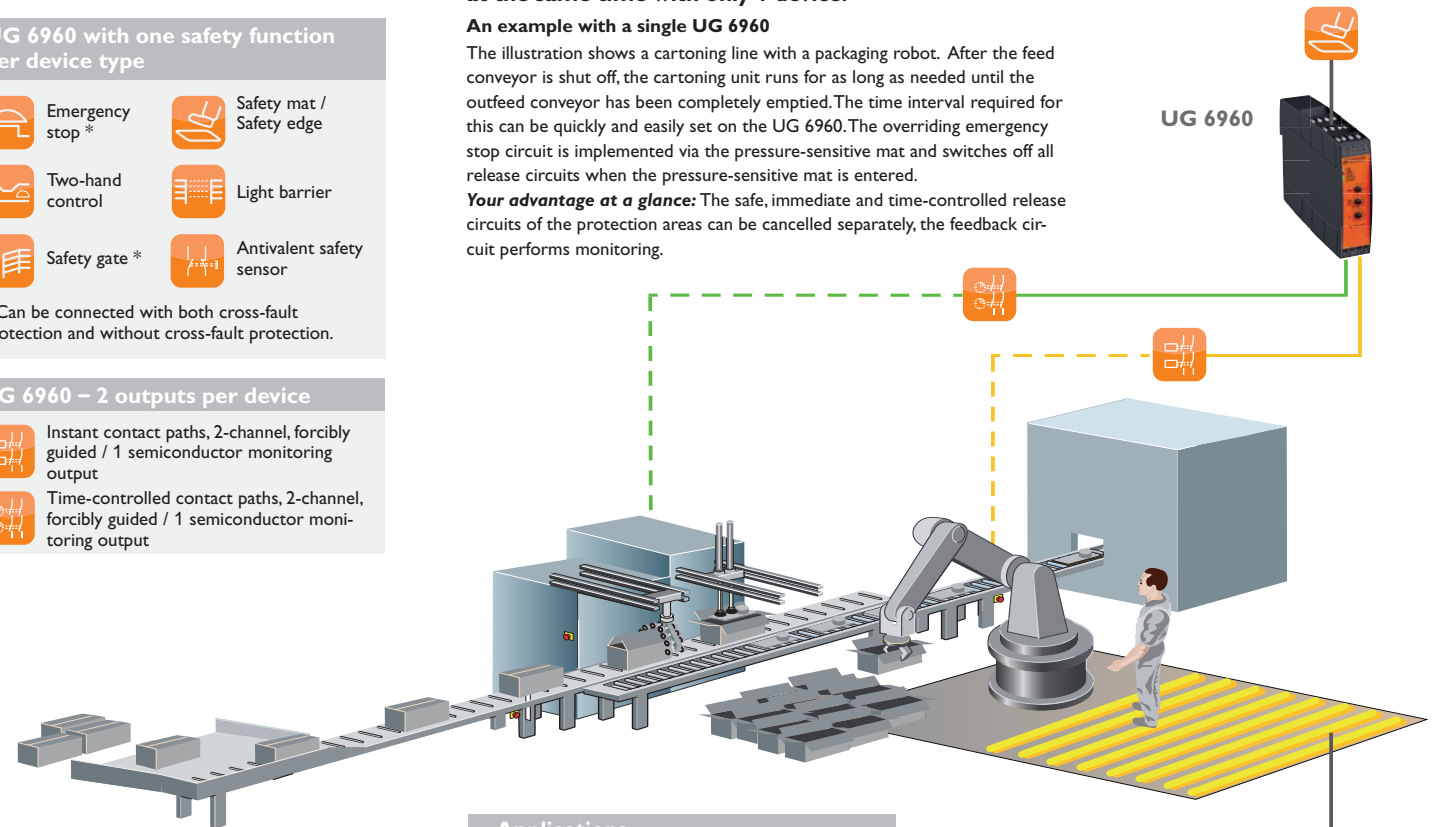 UG 6960 with one safety function
per device type
Emergency
stop *
Safety mat /
Safety edge
Two-hand
control
Light barrier
Safety gate *
Antivalent safety
sensor
Can be connected with both cross-fault
protection and without cross-fault protection.
UG 6960 – 2 outputs per device
Instant contact paths, 2-channel, forcibly
guided / 1 semiconductor monitoring
output
Time-controlled contact paths, 2-channel,
forcibly guided / 1 semiconductor moni-
toring output
at the same time with only 1 device.
An example with a single UG 6960
The illustration shows a cartoning line with a packaging robot. After the feed
conveyor is shut off, the cartoning unit runs for as long as needed until the
outfeed conveyor has been completely emptied. The time interval required for
this can be quickly and easily set on the UG 6960. The overriding emergency
stop circuit is implemented via the pressure-sensitive mat and switches off all
release circuits when the pressure-sensitive mat is entered.
Your advantage at a glance: The safe, immediate and time-controlled release
circuits of the protection areas can be cancelled separately, the feedback cir-
cuit performs monitoring.
UG 6960
Applications